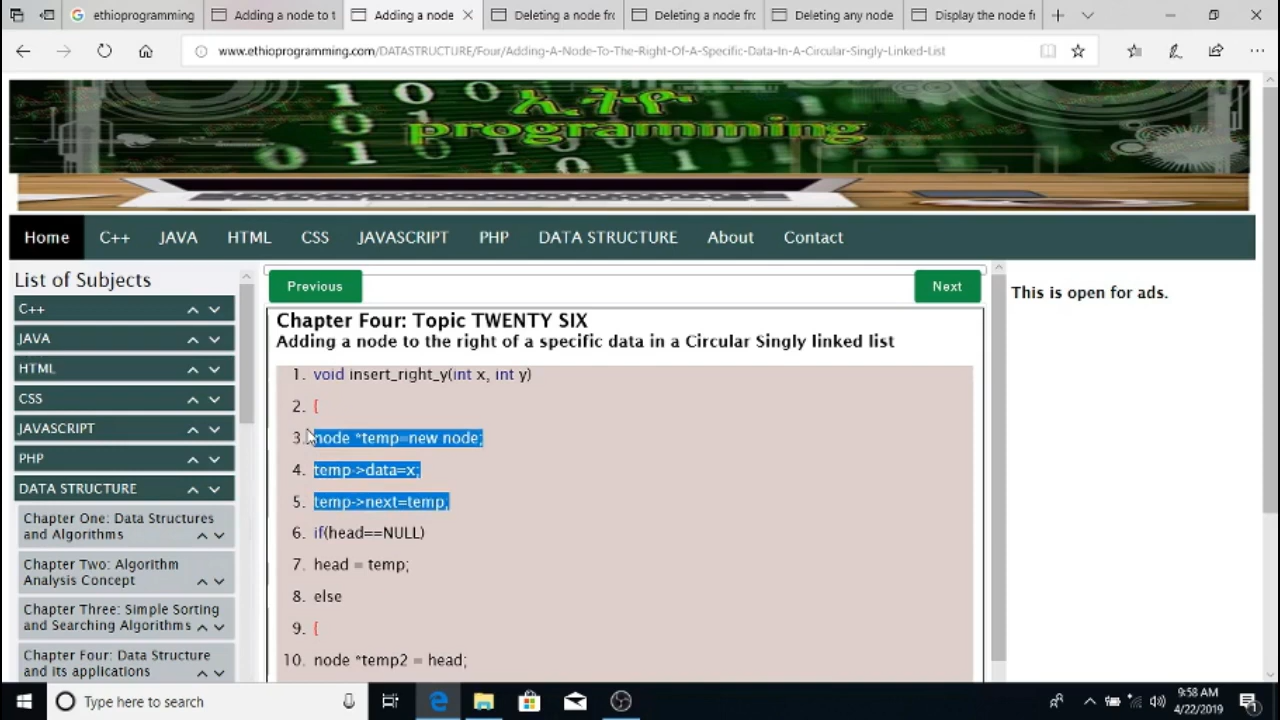 ethioprogramming
Adding a node to t
Adding a node
Deleting a node fro
Deleting a node fro
Deleting any node
Display the node fr
www.ethioprogramming.com/DATASTRUCTURE/Four/Adding-A-Node-To-The-Right-Of-A-Specific-Data-In-A-Circular-Singly-Linked-List
ኢትዮ
programming
Home C++ JAVA HTML CSS JAVASCRIPT PHP DATA STRUCTURE About Contact
List of Subjects
C++
JAVA
HTML
CSS
JAVASCRIPT
PHP
DATA STRUCTURE
Chapter One: Data Structures
and Algorithms
Chapter Two: Algorithm
Analysis Concept
Chapter Three: Simple Sorting
and Searching Algorithms
Chapter Four: Data Structure
and its applications
Previous
Next
Chapter Four: Topic TWENTY SIX
Adding a node to the right of a specific data in a Circular Singly linked list
1. void insert_right_y(int x, int y)
2. {
3. node *temp=new node;
4. temp->data=x;
5. temp->next=temp;
6. if(head==NULL)
7. head = temp;
8. else
9. {
10. node *temp2 = head;
This is open for ads.
Type here to search
9:58 AM
4/22/2019
1